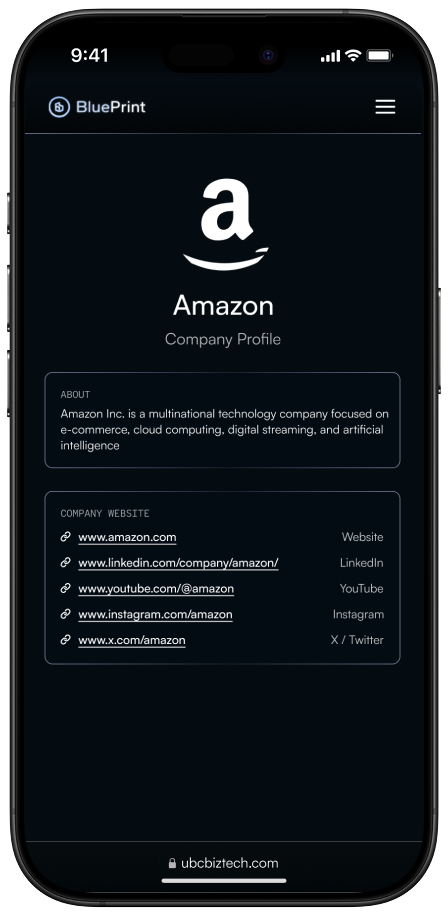 9:41
BluePrint
a
Amazon
Company Profile
ABOUT
Amazon Inc. is a multinational technology company focused on
e-commerce, cloud computing, digital streaming, and artificial
intelligence
COMPANY WEBSITE
www.amazon.com Website
www.linkedin.com/company/amazon/ LinkedIn
www.youtube.com/@amazon YouTube
www.instagram.com/amazon Instagram
www.x.com/amazon X / Twitter
ubcbiztech.com